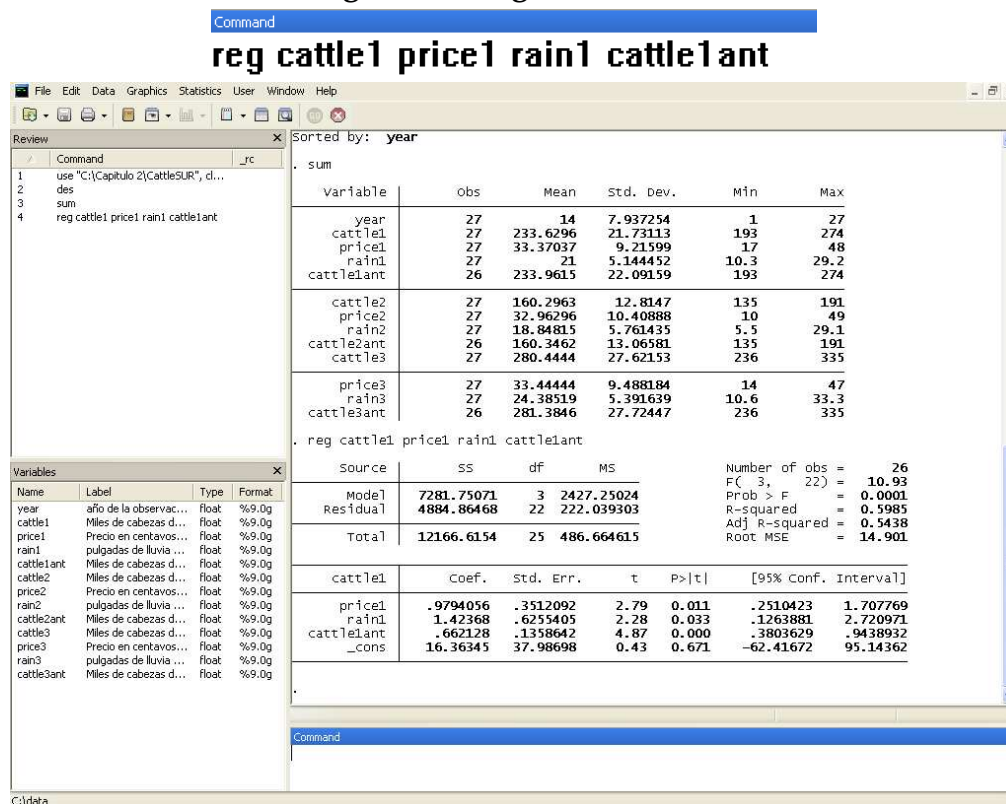 Command
reg cattle1 price1 rain1 cattle1ant
File Edit Data Graphics Statistics User Window Help
Review
Command _rc
1 use "C:\Capitulo 2\CattleSUR", cl...
2 des
3 sum
4 reg cattle1 price1 rain1 cattle1ant
Variables
Name Label Type Format
year año de la observac... float %9.0g
cattle1 Miles de cabezas d... float %9.0g
price1 Precio en centavos... float %9.0g
rain1 pulgadas de lluvia ... float %9.0g
cattle1ant Miles de cabezas d... float %9.0g
cattle2 Miles de cabezas d... float %9.0g
price2 Precio en centavos... float %9.0g
rain2 pulgadas de lluvia ... float %9.0g
cattle2ant Miles de cabezas d... float %9.0g
cattle3 Miles de cabezas d... float %9.0g
price3 Precio en centavos... float %9.0g
rain3 pulgadas de lluvia ... float %9.0g
cattle3ant Miles de cabezas d... float %9.0g
Sorted by: year
. sum
Variable | Obs Mean Std. Dev. Min Max
year | 27 14 7.937254 1 27
cattle1 | 27 233.6296 21.73113 193 274
price1 | 27 33.37037 9.21599 17 48
rain1 | 27 21 5.144452 10.3 29.2
cattle1ant | 26 233.9615 22.09159 193 274
cattle2 | 27 160.2963 12.8147 135 191
price2 | 27 32.96296 10.40888 10 49
rain2 | 27 18.84815 5.761435 5.5 29.1
cattle2ant | 26 160.3462 13.06581 135 191
cattle3 | 27 280.4444 27.62153 236 335
price3 | 27 33.44444 9.488184 14 47
rain3 | 27 24.38519 5.391639 10.6 33.3
cattle3ant | 26 281.3846 27.72447 236 335
. reg cattle1 price1 rain1 cattle1ant
Source | SS df MS Number of obs = 26
F( 3, 22) = 10.93
Model | 7281.75071 3 2427.25024 Prob > F = 0.0001
Residual | 4884.86468 22 222.039303 R-squared = 0.5985
Adj R-squared = 0.5438
Total | 12166.6154 25 486.664615 Root MSE = 14.901
cattle1 | Coef. Std. Err. t P>|t| [95% Conf. Interval]
price1 | .9794056 .3512092 2.79 0.011 .2510423 1.707769
rain1 | 1.42368 .6255405 2.28 0.033 .1263881 2.720971
cattle1ant | .662128 .1358642 4.87 0.000 .3803629 .9438932
_cons | 16.36345 37.98698 0.43 0.671 -62.41672 95.14362
.
Command
C:\data